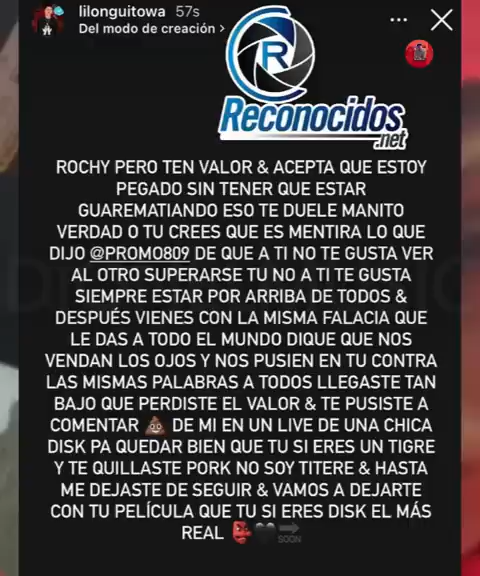 lilonguitowa 57s
Del modo de creación >
R
Reconocidos
.net
ROCHY PERO TEN VALOR & ACEPTA QUE ESTOY
PEGADO SIN TENER QUE ESTAR
GUAREMATIANDO ESO TE DUELE MANITO
VERDAD O TU CREES QUE ES MENTIRA LO QUE
DIJO @PROMO809 DE QUE A TI NO TE GUSTA VER
AL OTRO SUPERARSE TU NO A TI TE GUSTA
SIEMPRE ESTAR POR ARRIBA DE TODOS &
DESPUÉS VIENES CON LA MISMA FALACIA QUE
LE DAS A TODO EL MUNDO DIQUE QUE NOS
VENDAN LOS OJOS Y NOS PUSIEN EN TU CONTRA
LAS MISMAS PALABRAS A TODOS LLEGASTE TAN
BAJO QUE PERDISTE EL VALOR & TE PUSISTE A
COMENTAR 💩 DE MI EN UN LIVE DE UNA CHICA
DISK PA QUEDAR BIEN QUE TU SI ERES UN TIGRE
Y TE QUILLASTE PORK NO SOY TITERE & HASTA
ME DEJASTE DE SEGUIR & VAMOS A DEJARTE
CON TU PELÍCULA QUE TU SI ERES DISK EL MÁS
REAL 👺🖤🔜